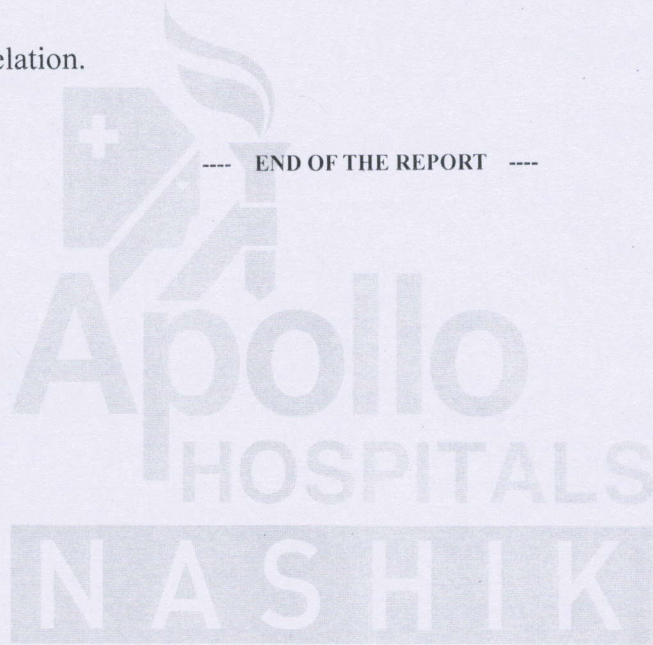 elation.
---- END OF THE REPORT ----
Apollo
HOSPITALS
NASHIK